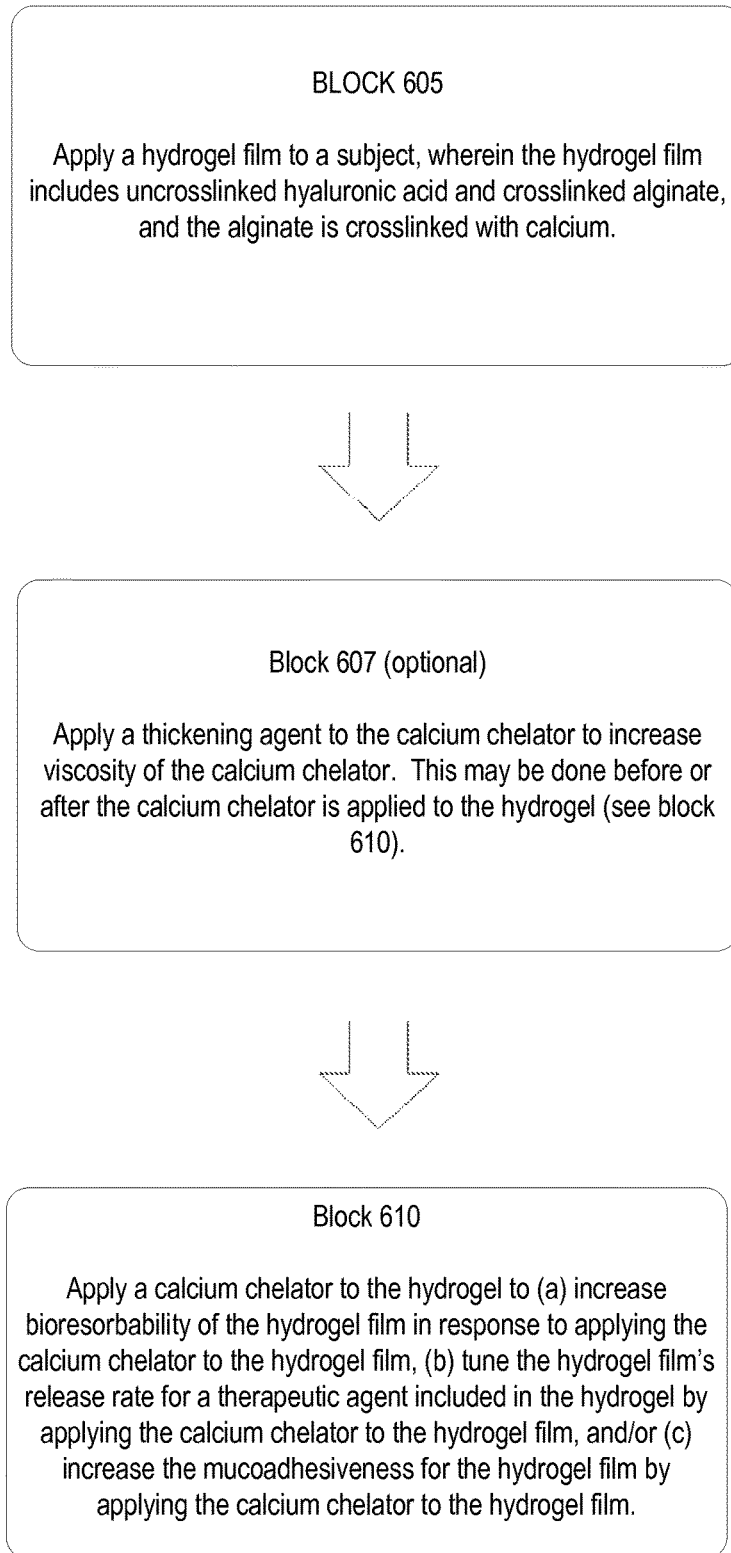 BLOCK 605
Apply a hydrogel film to a subject, wherein the hydrogel film
includes uncrosslinked hyaluronic acid and crosslinked alginate,
and the alginate is crosslinked with calcium.
Block 607 (optional)
Apply a thickening agent to the calcium chelator to increase
viscosity of the calcium chelator.  This may be done before or
after the calcium chelator is applied to the hydrogel (see block
610).
Block 610
Apply a calcium chelator to the hydrogel to (a) increase
bioresorbability of the hydrogel film in response to applying the
calcium chelator to the hydrogel film, (b) tune the hydrogel film's
release rate for a therapeutic agent included in the hydrogel by
applying the calcium chelator to the hydrogel film, and/or (c)
increase the mucoadhesiveness for the hydrogel film by
applying the calcium chelator to the hydrogel film.